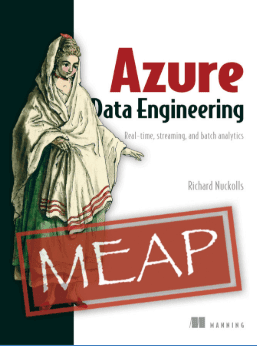 Azure
Data Engineering
Real-time, streaming, and batch analytics
Richard Nuckolls
MEAP
MANNING